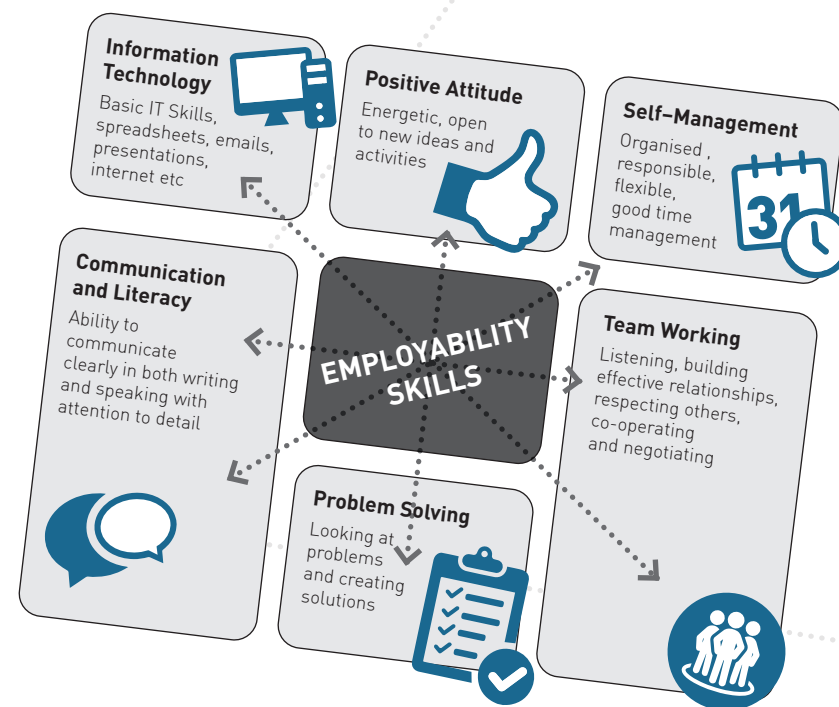 Information
Technology
Basic IT Skills,
spreadsheets, emails,
presentations,
internet etc
Positive Attitude
Energetic, open
to new ideas and
activities
Self–Management
Organised ,
responsible,
flexible,
good time
management
31
Communication
and Literacy
Ability to
communicate
clearly in both writing
and speaking with
attention to detail
EMPLOYABILITY
SKILLS
Team Working
Listening, building
effective relationships,
respecting others,
co-operating
and negotiating
Problem Solving
Looking at
problems
and creating
solutions